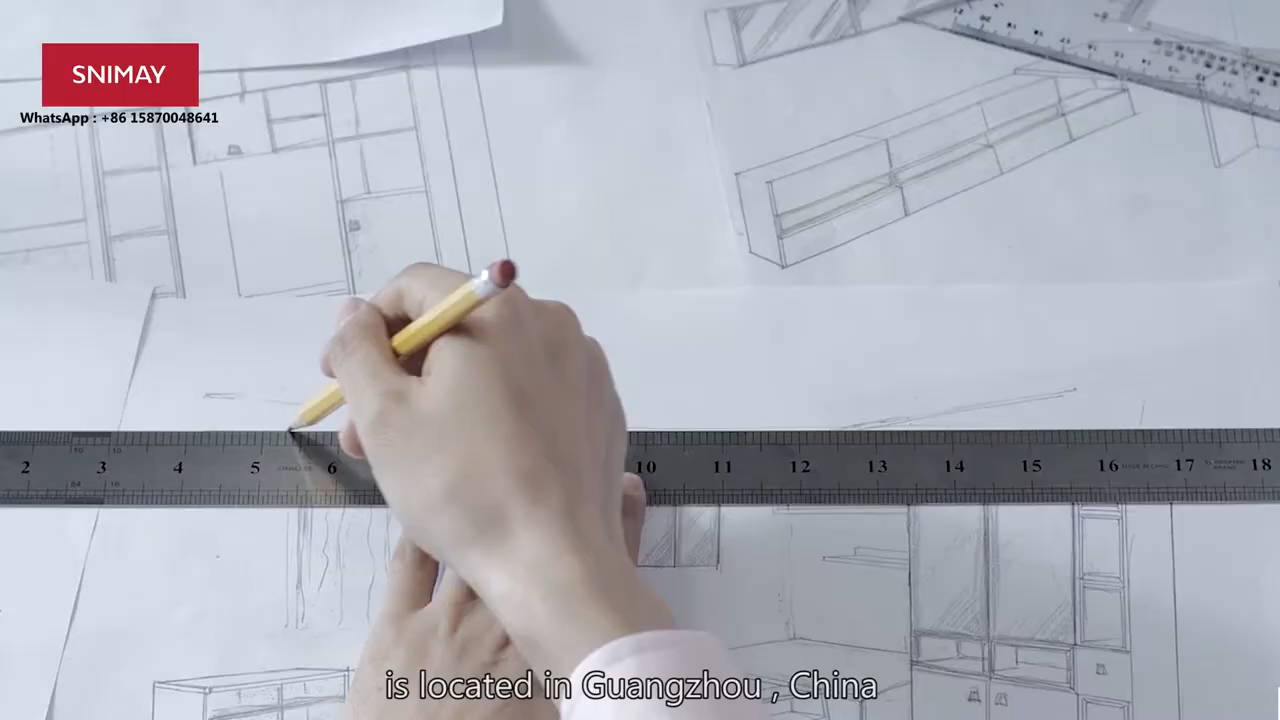 SNIMAY
WhatsApp : +86 15870048641
2 3 4 5 6 10 11 12 13 14 15 16 17 18
is located in Guangzhou , China